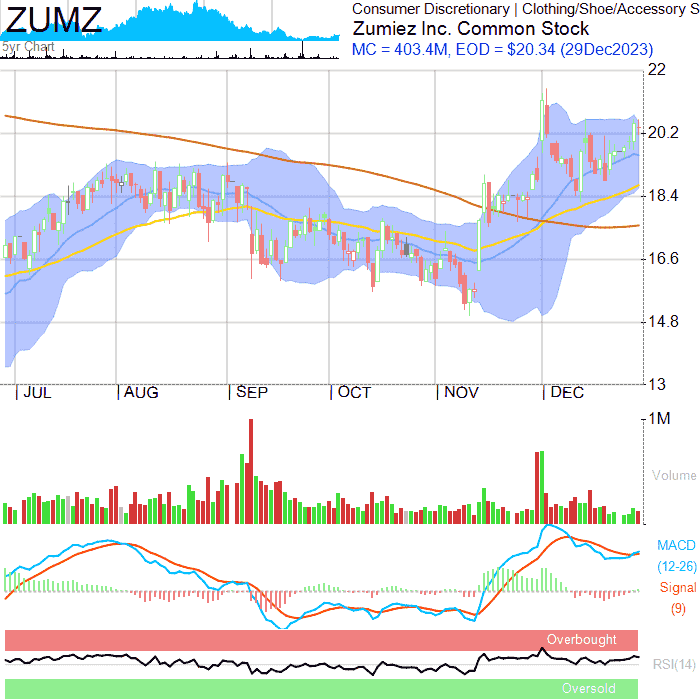 ZUMZ
5yr Chart
Consumer Discretionary | Clothing/Shoe/Accessory S
Zumiez Inc. Common Stock
MC = 403.4M, EOD = $20.34 (29Dec2023)
22
20.2
18.4
16.6
14.8
13
| JUL | AUG | SEP | OCT | NOV | DEC
1M
Volume
MACD
(12-26)
Signal
(9)
Overbought
RSI(14)
Oversold